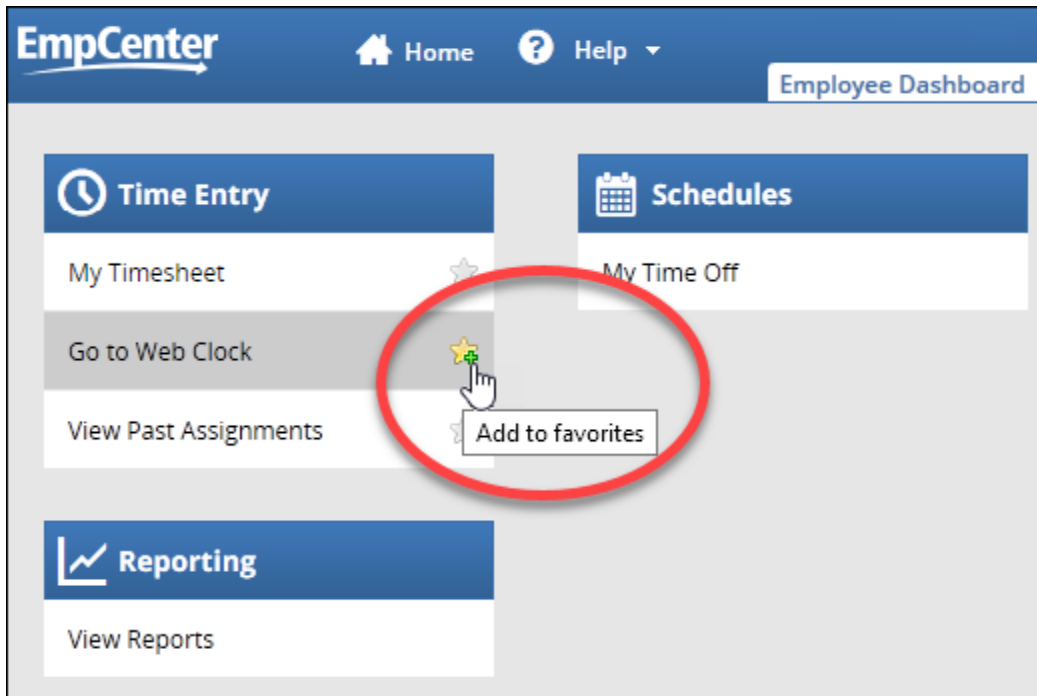 EmpCenter
Home
Help
Employee Dashboard
Time Entry
My Timesheet
Go to Web Clock
View Past Assignments
Add to favorites
Schedules
My Time Off
Reporting
View Reports